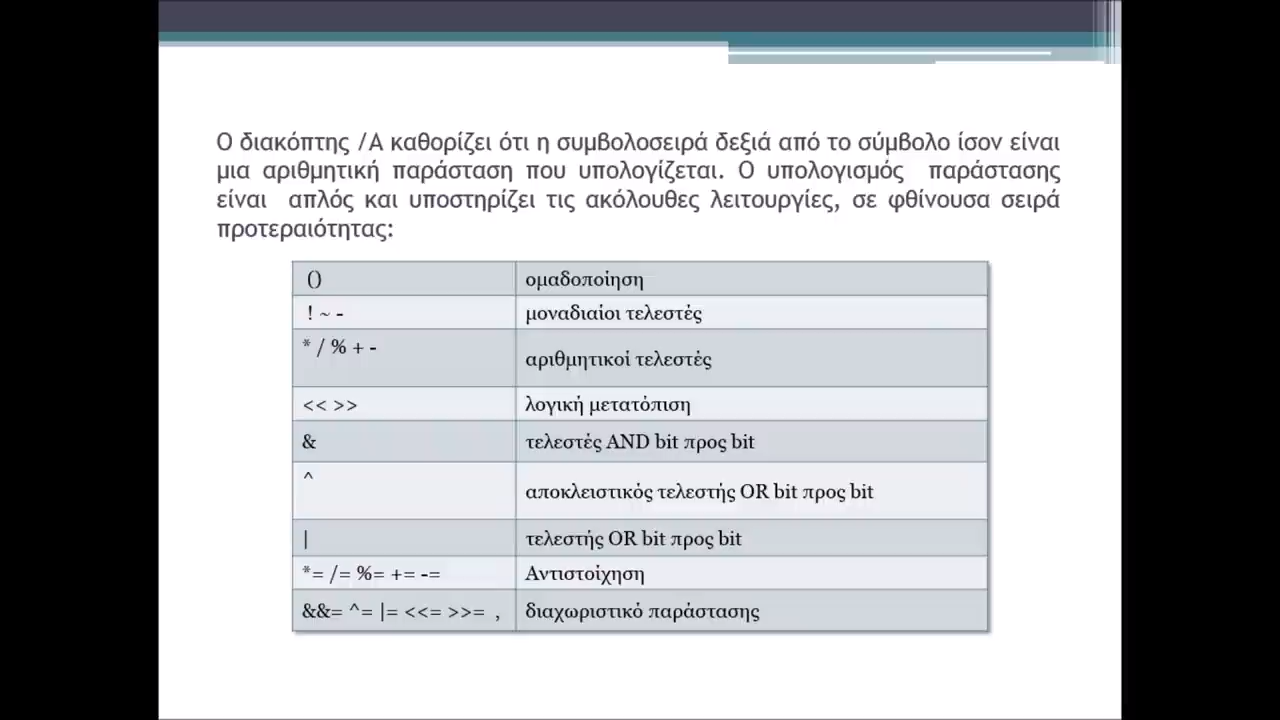 Ο διακόπτης /Α καθορίζει ότι η συμβολοσειρά δεξιά από το σύμβολο ίσον είναι
μια αριθμητική παράσταση που υπολογίζεται. Ο υπολογισμός παράστασης
είναι απλός και υποστηρίζει τις ακόλουθες λειτουργίες, σε φθίνουσα σειρά
προτεραιότητας:
() ομαδοποίηση
! ~ - μοναδιαίοι τελεστές
* / % + - αριθμητικοί τελεστές
<< >> λογική μετατόπιση
& τελεστές AND bit προς bit
^ αποκλειστικός τελεστής OR bit προς bit
| τελεστής OR bit προς bit
*= /= %= += -= Αντιστοίχηση
&&= ^= |= <<= >>= , διαχωριστικό παράστασης